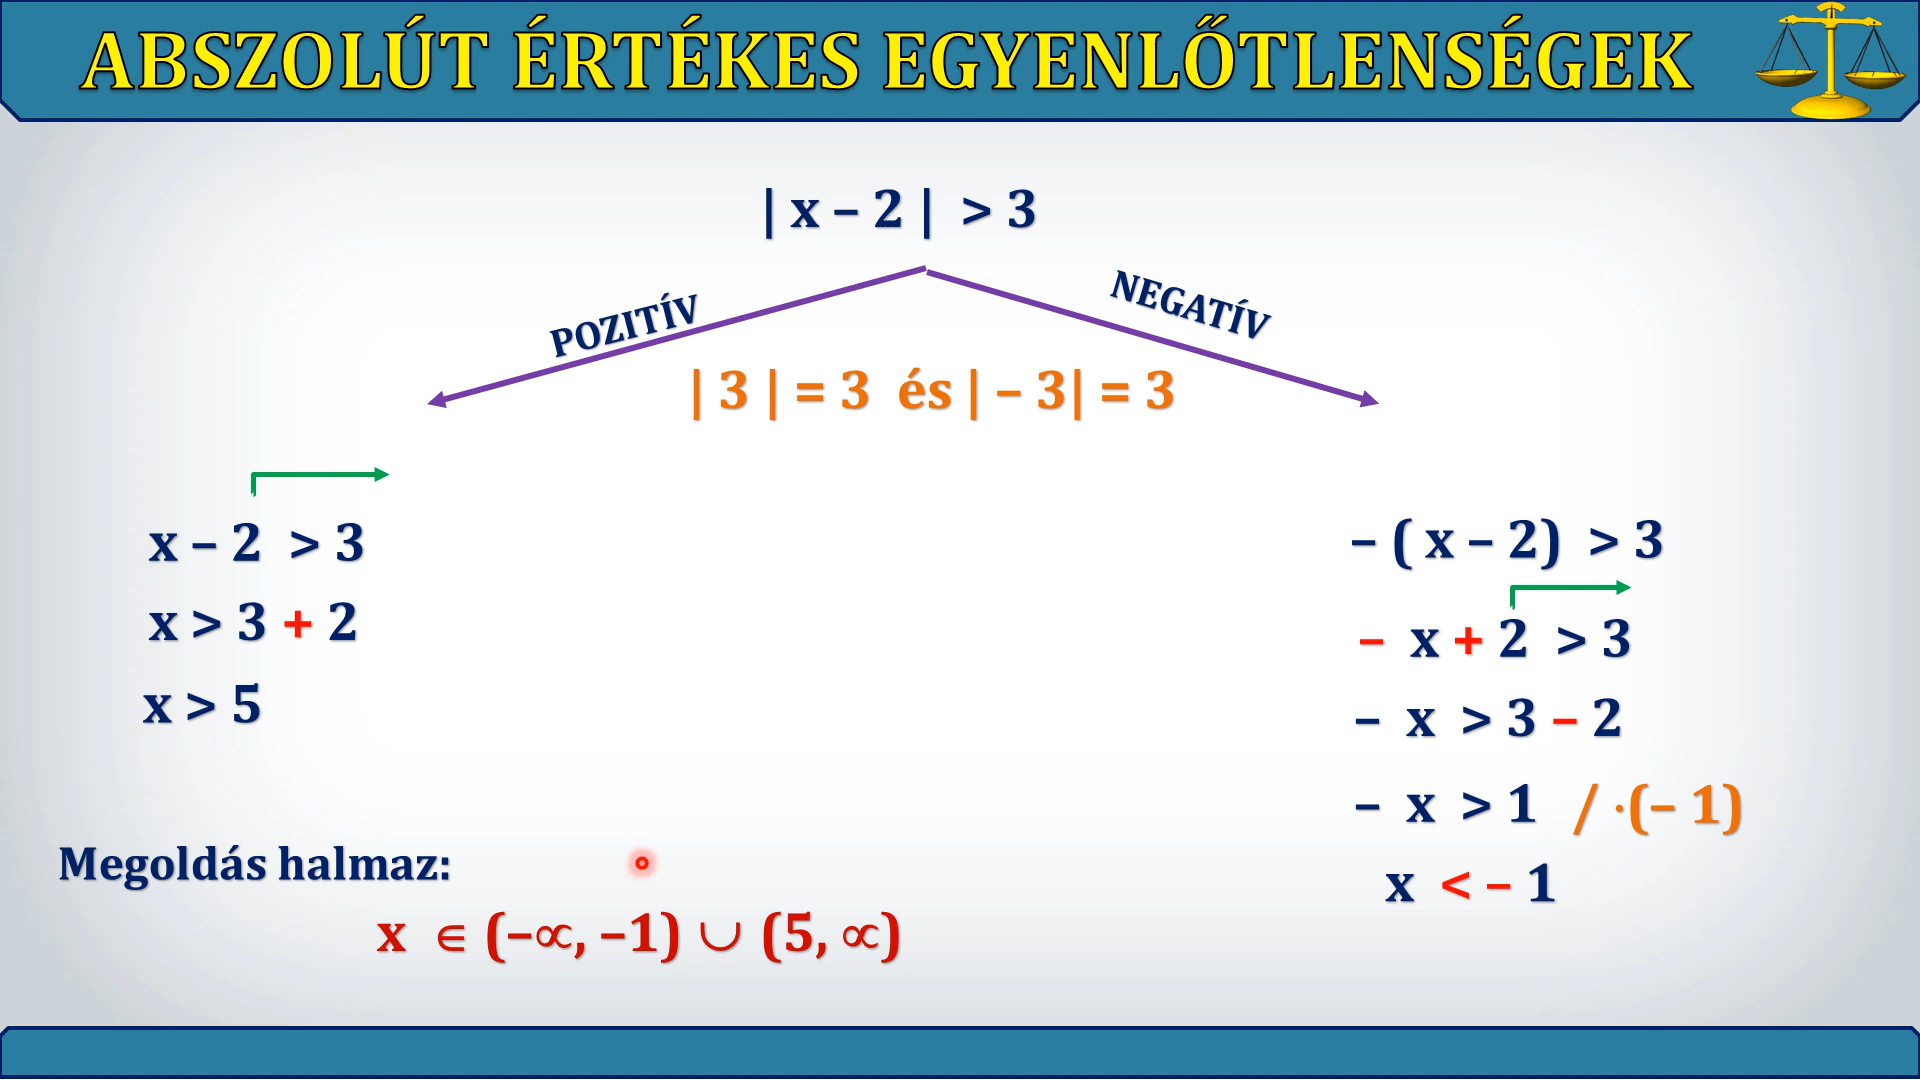 ABSZOLÚT ÉRTÉKES EGYENLŐTLENSÉGEK
| x – 2 | > 3
POZITÍV
NEGATÍV
| 3 | = 3 és | – 3| = 3
x – 2 > 3
x > 3 + 2
x > 5
– ( x – 2) > 3
– x + 2 > 3
– x > 3 – 2
– x > 1 / ·(– 1)
x < – 1
Megoldás halmaz:
x ∈ (–∝, –1) ∪ (5, ∝)